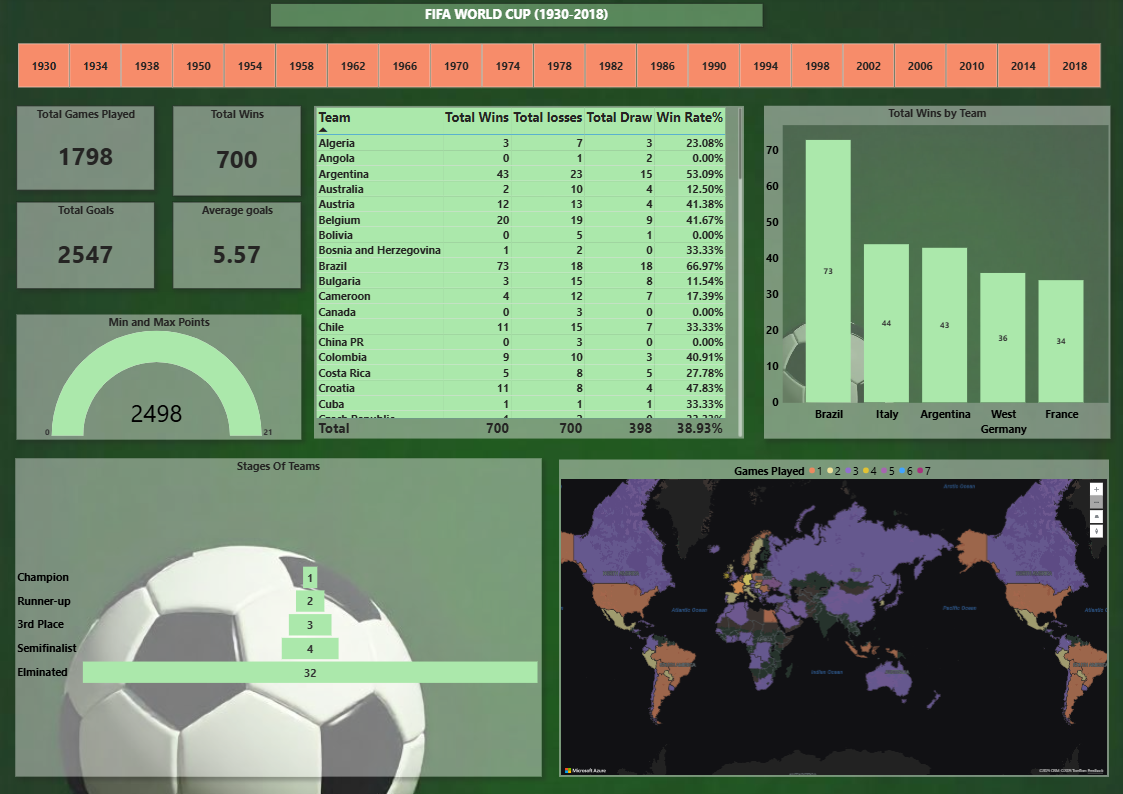 FIFA WORLD CUP (1930-2018)
1930 1934 1938 1950 1954 1958 1962 1966 1970 1974 1978 1982 1986 1990 1994 1998 2002 2006 2010 2014 2018
Total Games Played
1798
Total Wins
700
Total Goals
2547
Average goals
5.57
Min and Max Points
2498
0
21
Team Total Wins Total losses Total Draw Win Rate%
Algeria 3 7 3 23.08%
Angola 0 1 2 0.00%
Argentina 43 23 15 53.09%
Australia 2 10 4 12.50%
Austria 12 13 4 41.38%
Belgium 20 19 9 41.67%
Bolivia 0 5 1 0.00%
Bosnia and Herzegovina 1 2 0 33.33%
Brazil 73 18 18 66.97%
Bulgaria 3 15 8 11.54%
Cameroon 4 12 7 17.39%
Canada 0 3 0 0.00%
Chile 11 15 7 33.33%
China PR 0 3 0 0.00%
Colombia 9 10 3 40.91%
Costa Rica 5 8 5 27.78%
Croatia 11 8 4 47.83%
Cuba 1 1 1 33.33%
Total 700 700 398 38.93%
Total Wins by Team
70
60
50
40
30
20
10
0
73
44
43
36
34
Brazil Italy Argentina West Germany France
Stages Of Teams
Champion 1
Runner-up 2
3rd Place 3
Semifinalist 4
Elminated 32
Games Played 1 2 3 4 5 6 7
Arctic Ocean
Atlantic Ocean
Pacific Ocean
Indian Ocean
Microsoft Azure